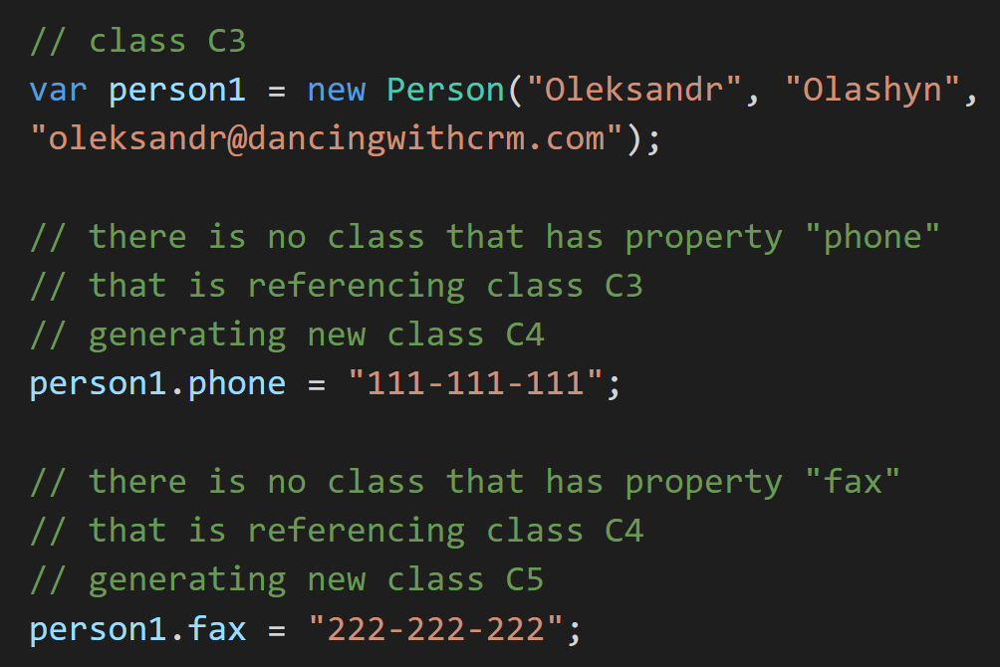 // class C3
var person1 = new Person("Oleksandr", "Olashyn",
"oleksandr@dancingwithcrm.com");
// there is no class that has property "phone"
// that is referencing class C3
// generating new class C4
person1.phone = "111-111-111";
// there is no class that has property "fax"
// that is referencing class C4
// generating new class C5
person1.fax = "222-222-222";